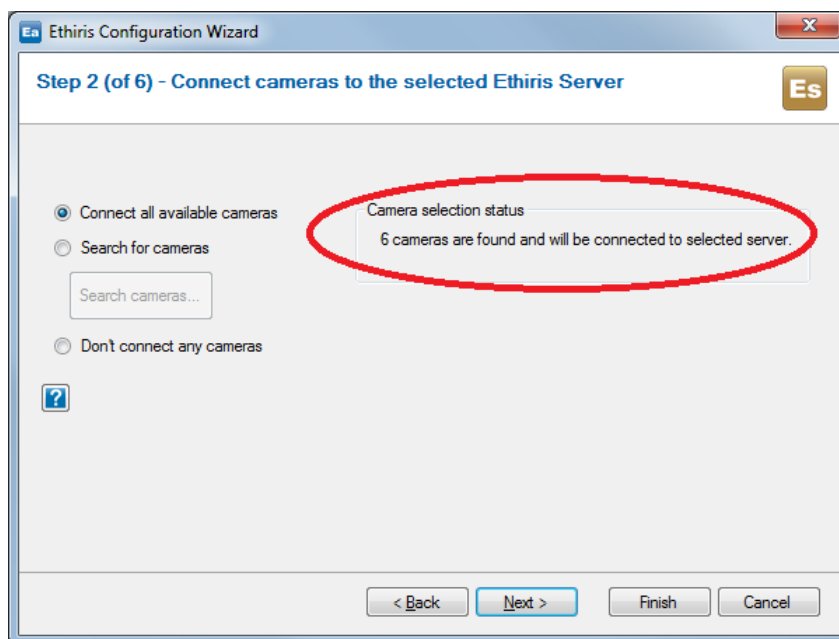 Ea Ethiris Configuration Wizard
X
Step 2 (of 6) - Connect cameras to the selected Ethiris Server
Es
Connect all available cameras
Camera selection status
6 cameras are found and will be connected to selected server.
Search for cameras
Search cameras...
Don't connect any cameras
?
< Back
Next >
Finish
Cancel